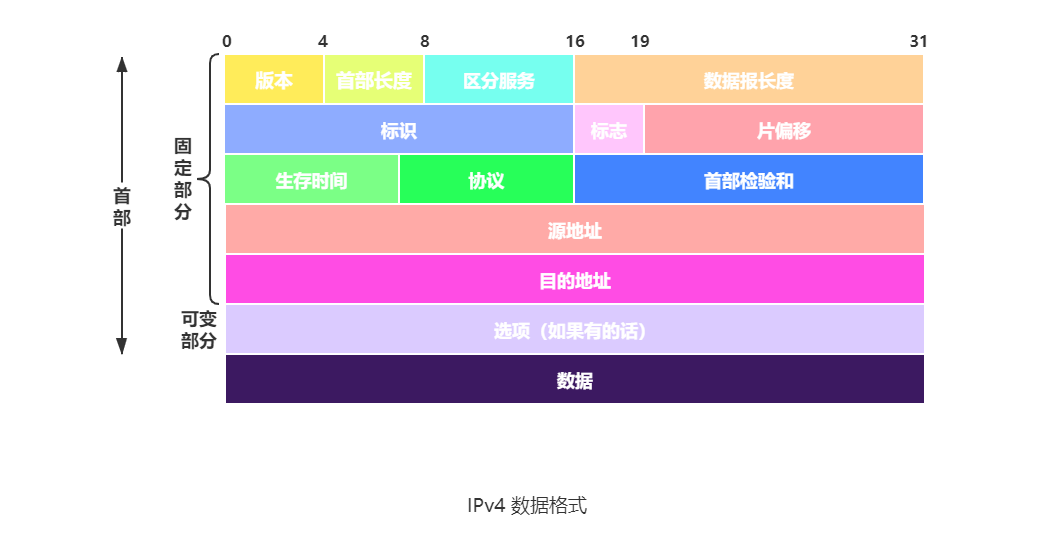 0 4 8 16 19 31
版本 首部长度 区分服务 数据报长度
标识 标志 片偏移
固定部分
生存时间 协议 首部检验和
首部
源地址
目的地址
可变
部分
选项（如果有的话）
数据
IPv4 数据格式